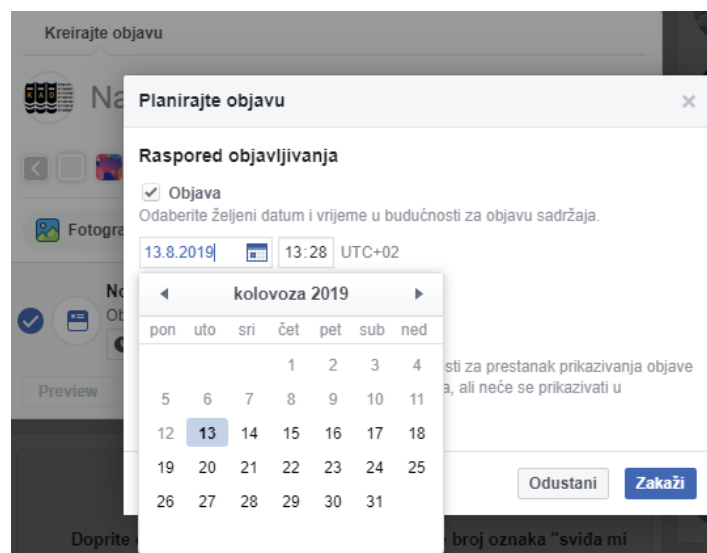 Kreirajte objavu
KAD
Na
Planirajte objavu
Raspored objavljivanja
Objava
Odaberite željeni datum i vrijeme u budućnosti za objavu sadržaja.
Fotogra
13.8.2019 13:28 UTC+02
No
Ob
kolovoza 2019
pon uto sri čet pet sub ned
1 2 3 4
5 6 7 8 9 10 11
12 13 14 15 16 17 18
19 20 21 22 23 24 25
26 27 28 29 30 31
sti za prestanak prikazivanja objave
a, ali neće se prikazivati u
Preview
Odustani Zakaži
Doprite
broj oznaka "sviđa mi